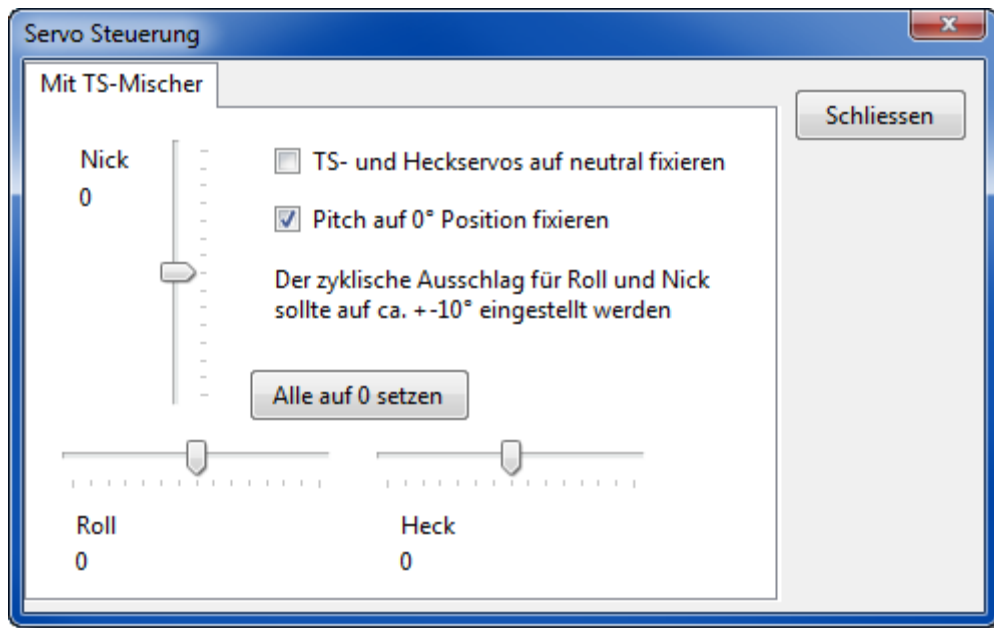 Servo Steuerung
Mit TS-Mischer
Schliessen
Nick
0
TS- und Heckservos auf neutral fixieren
Pitch auf 0° Position fixieren
Der zyklische Ausschlag für Roll und Nick
sollte auf ca. +-10° eingestellt werden
Alle auf 0 setzen
Roll
0
Heck
0